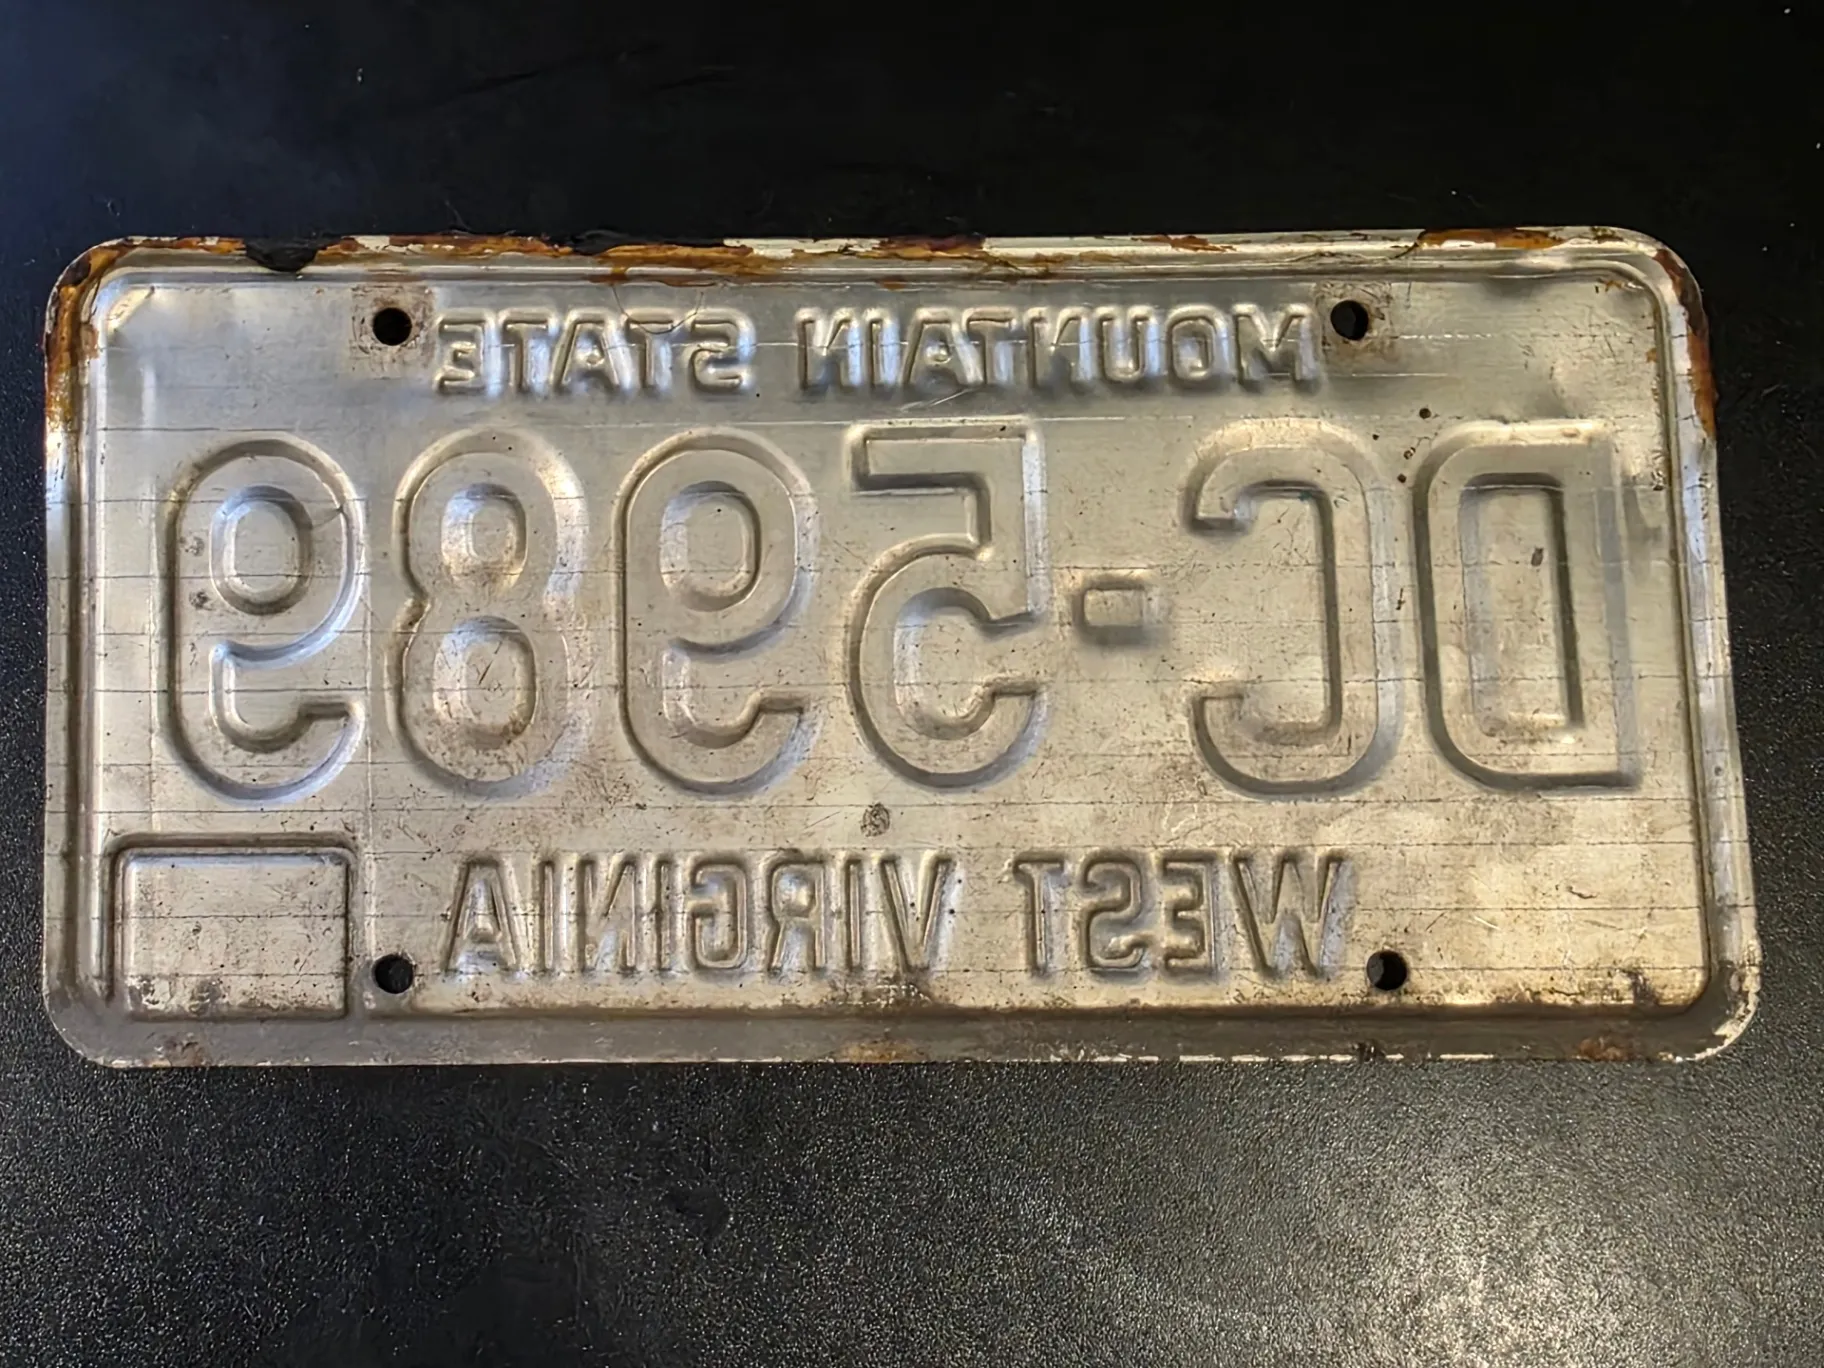 MOUNTAIN STATE
DC-5989
WEST VIRGINIA